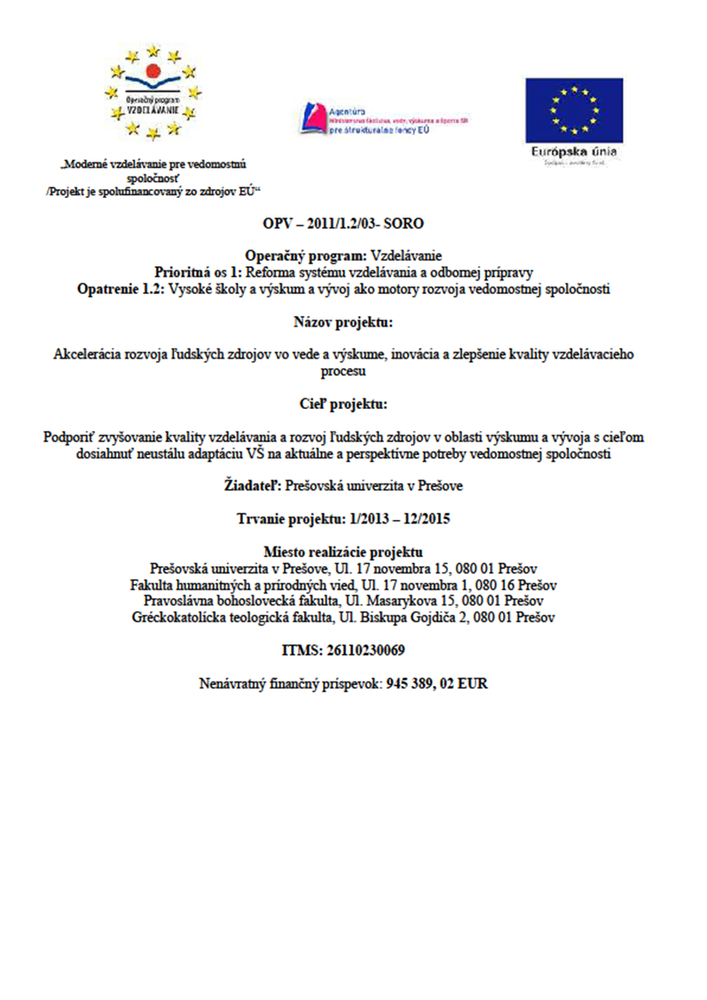 Operačný program
VZDELÁVANIE
Agentúra
Ministerstva školstva, vedy, výskumu a športu SR
pre štrukturálne fondy EÚ
Európska únia
„Moderné vzdelávanie pre vedomostnú
spoločnosť
/Projekt je spolufinancovaný zo zdrojov EÚ“
OPV – 2011/1.2/03- SORO
Operačný program: Vzdelávanie
Prioritná os 1: Reforma systému vzdelávania a odbornej prípravy
Opatrenie 1.2: Vysoké školy a výskum a vývoj ako motory rozvoja vedomostnej spoločnosti
Názov projektu:
Akcelerácia rozvoja ľudských zdrojov vo vede a výskume, inovácia a zlepšenie kvality vzdelávacieho
procesu
Cieľ projektu:
Podporiť zvyšovanie kvality vzdelávania a rozvoj ľudských zdrojov v oblasti výskumu a vývoja s cieľom
dosiahnuť neustálu adaptáciu VŠ na aktuálne a perspektívne potreby vedomostnej spoločnosti
Žiadateľ: Prešovská univerzita v Prešove
Trvanie projektu: 1/2013 – 12/2015
Miesto realizácie projektu
Prešovská univerzita v Prešove, Ul. 17 novembra 15, 080 01 Prešov
Fakulta humanitných a prírodných vied, Ul. 17 novembra 1, 080 16 Prešov
Pravoslávna bohoslovecká fakulta, Ul. Masarykova 15, 080 01 Prešov
Gréckokatolícka teologická fakulta, Ul. Biskupa Gojdiča 2, 080 01 Prešov
ITMS: 26110230069
Nenávratný finančný príspevok: 945 389, 02 EUR